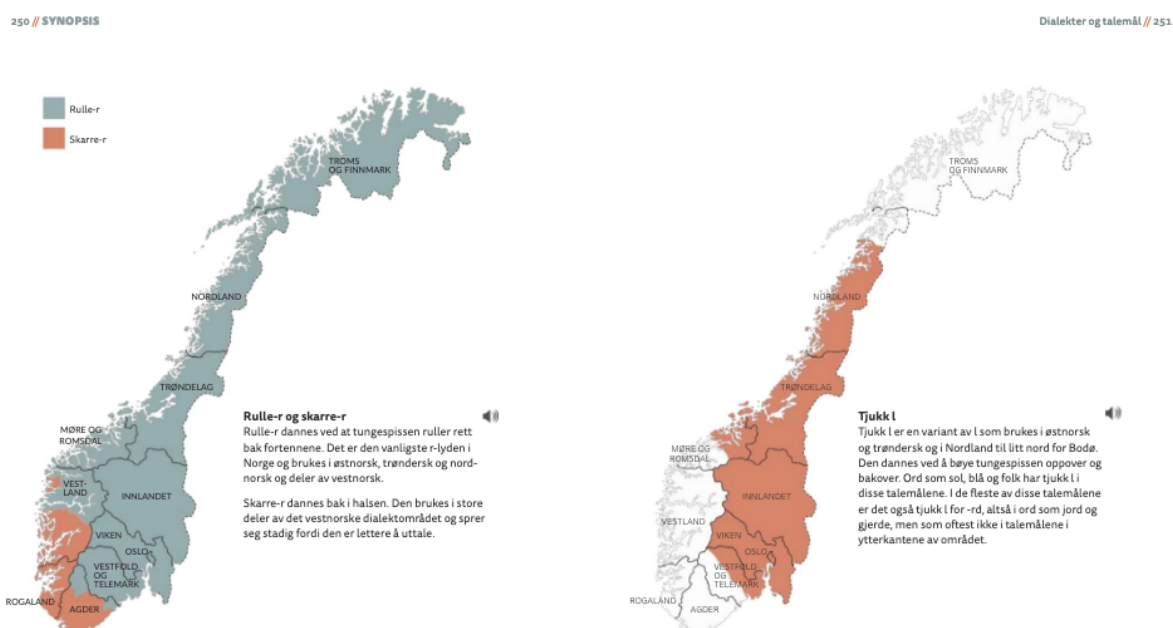 250 // SYNOPSIS
Dialekter og talemål // 251
Rulle-r
Skarre-r
TROMS
OG FINNMARK
NORDLAND
TRØNDELAG
MØRE OG
ROMSDAL
VEST-
LAND
INNLANDET
VIKEN
OSLO
VESTFOLD
OG
TELEMARK
ROGALAND
AGDER
Rulle-r og skarre-r
Rulle-r dannes ved at tungespissen ruller rett
bak fortennene. Det er den vanligste r-lyden i
Norge og brukes i østnorsk, trøndersk og nord-
norsk og deler av vestnorsk.
Skarre-r dannes bak i halsen. Den brukes i store
deler av det vestnorske dialektområdet og sprer
seg stadig fordi den er lettere å uttale.
TROMS
OG FINNMARK
NORDLAND
TRØNDELAG
MØRE OG
ROMSDAL
INNLANDET
VESTLAND
VIKEN
OSLO
VESTFOLD
OG
TELEMARK
ROGALAND
AGDER
Tjukk l
Tjukk l er en variant av l som brukes i østnorsk
og trøndersk og i Nordland til litt nord for Bodø.
Den dannes ved å bøye tungespissen oppover og
bakover. Ord som sol, blå og folk har tjukk l i
disse talemålene. I de fleste av disse talemålene
er det også tjukk l for -rd, altså i ord som jord og
gjerde, men som oftest ikke i talemålene i
ytterkantene av området.